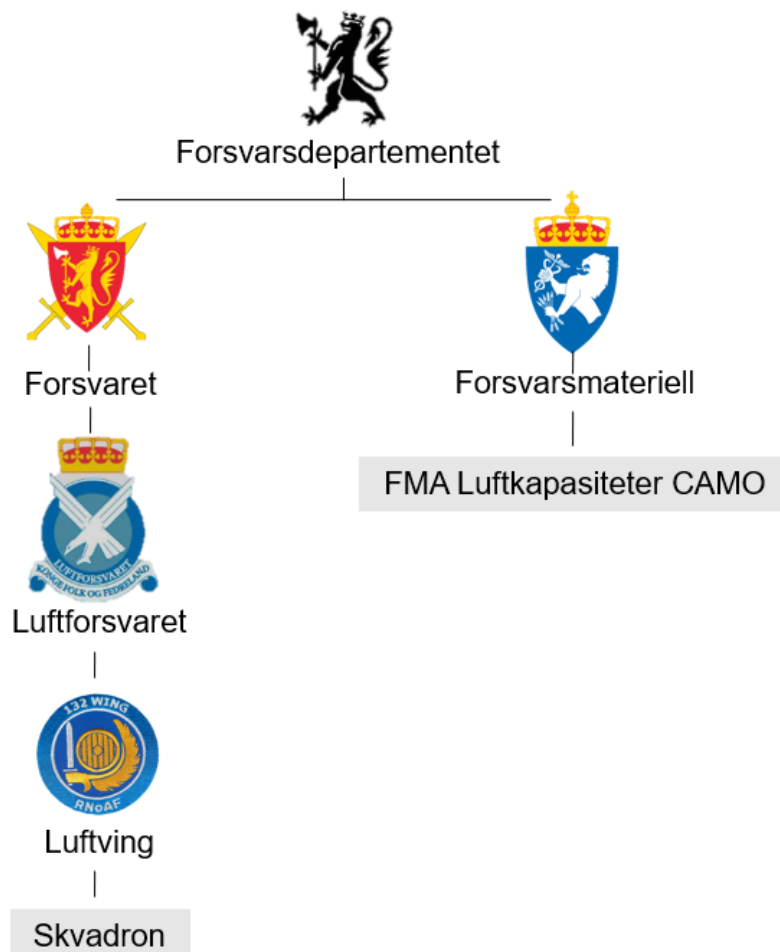 Forsvarsdepartementet
Forsvaret
Forsvarsmateriell
FMA Luftkapasiteter CAMO
LUFTFORSVARET
KONGE FOLK OG FEDRELAND
Luftforsvaret
132 WING
RNoAF
Luftving
Skvadron